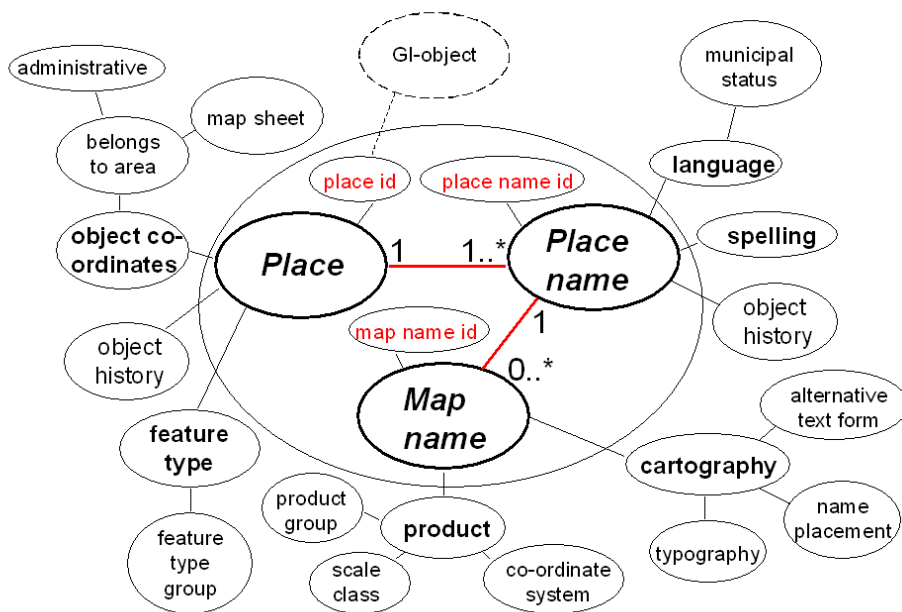 GI-object
municipal
status
administrative
map sheet
belongs
to area
language
place id
place name id
object co-
ordinates
spelling
Place
1
1..*
Place
name
map name id
1
object
history
object
history
0..*
Map
name
alternative
text form
feature
type
cartography
product
group
product
name
placement
feature
type
group
scale
class
co-ordinate
system
typography